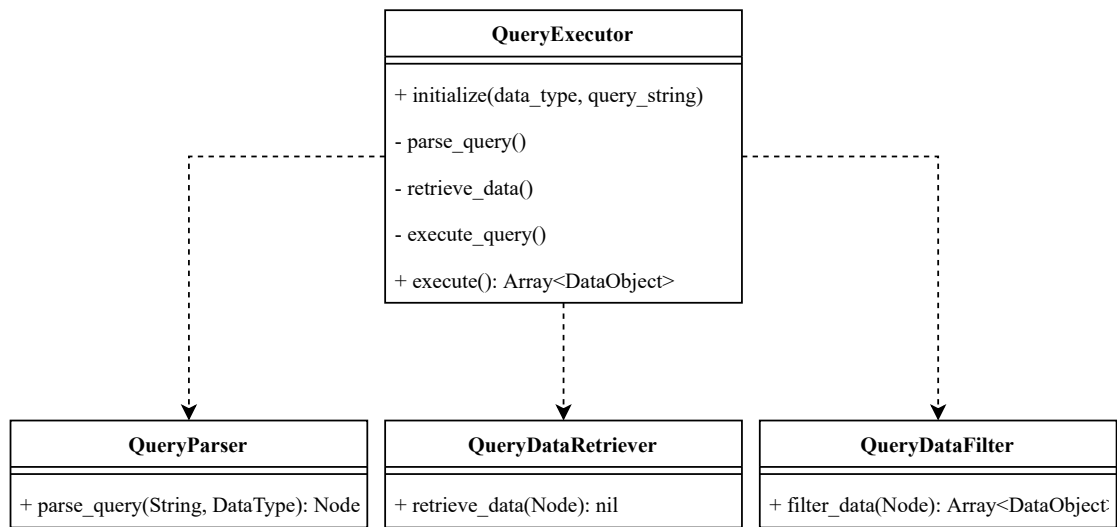 QueryExecutor
+ initialize(data_type, query_string)
- parse_query()
- retrieve_data()
- execute_query()
+ execute(): Array<DataObject>
QueryParser
+ parse_query(String, DataType): Node
QueryDataRetriever
+ retrieve_data(Node): nil
QueryDataFilter
+ filter_data(Node): Array<DataObject